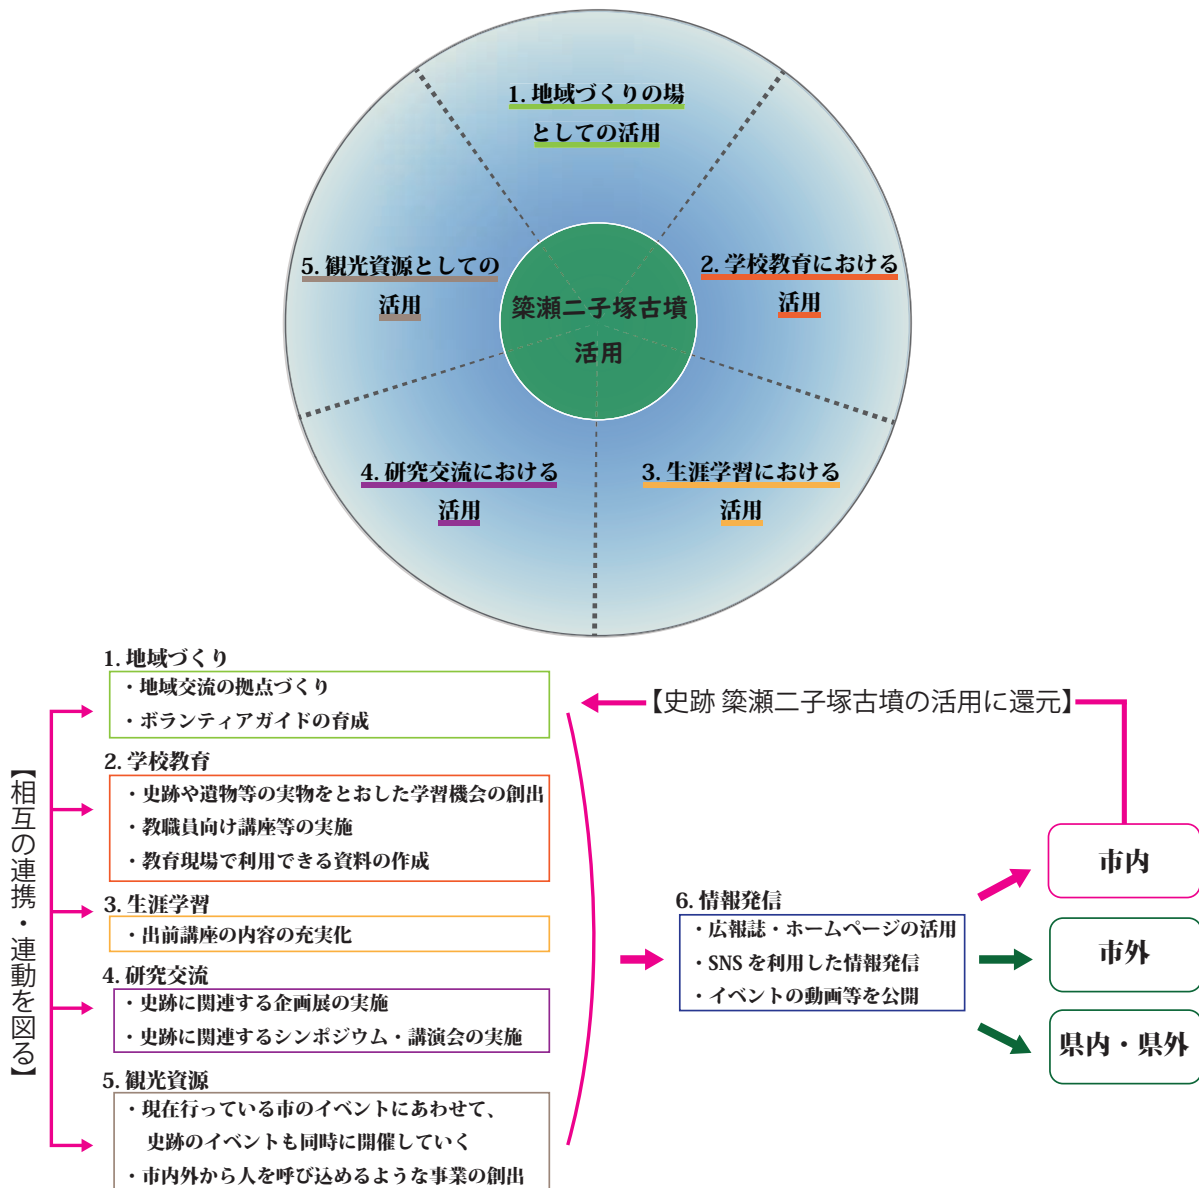 1. 地域づくりの場
としての活用
5. 観光資源としての
活用
2. 学校教育における
活用
簗瀬二子塚古墳
活用
4. 研究交流における
活用
3. 生涯学習における
活用
1. 地域づくり
・地域交流の拠点づくり
・ボランティアガイドの育成
2. 学校教育
・史跡や遺物等の実物をとおした学習機会の創出
・教職員向け講座等の実施
・教育現場で利用できる資料の作成
3. 生涯学習
・出前講座の内容の充実化
4. 研究交流
・史跡に関連する企画展の実施
・史跡に関連するシンポジウム・講演会の実施
5. 観光資源
・現在行っている市のイベントにあわせて、
史跡のイベントも同時に開催していく
・市内外から人を呼び込めるような事業の創出
【相互の連携・連動を図る】
【史跡 簗瀬二子塚古墳の活用に還元】
6. 情報発信
・広報誌・ホームページの活用
・SNS を利用した情報発信
・イベントの動画等を公開
市内
市外
県内・県外